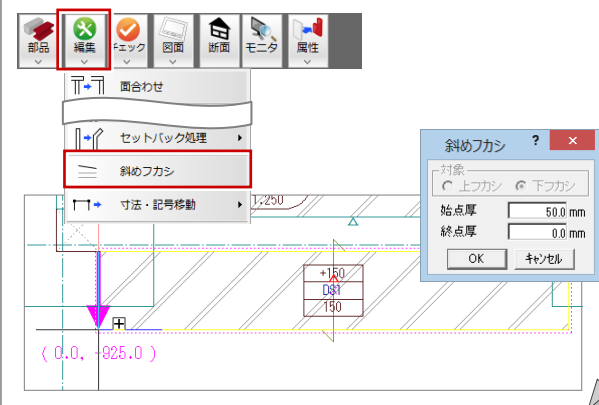 部品
編集
チェック
図面
断面
モニタ
属性
面合わせ
セットバック処理
斜めフカシ
寸法・記号移動
斜めフカシ ? ×
対象
上フカシ 下フカシ
始点厚 50.0 mm
終点厚 0.0 mm
OK キャンセル
1.250
+150
DS1
150
( 0.0, -925.0 )